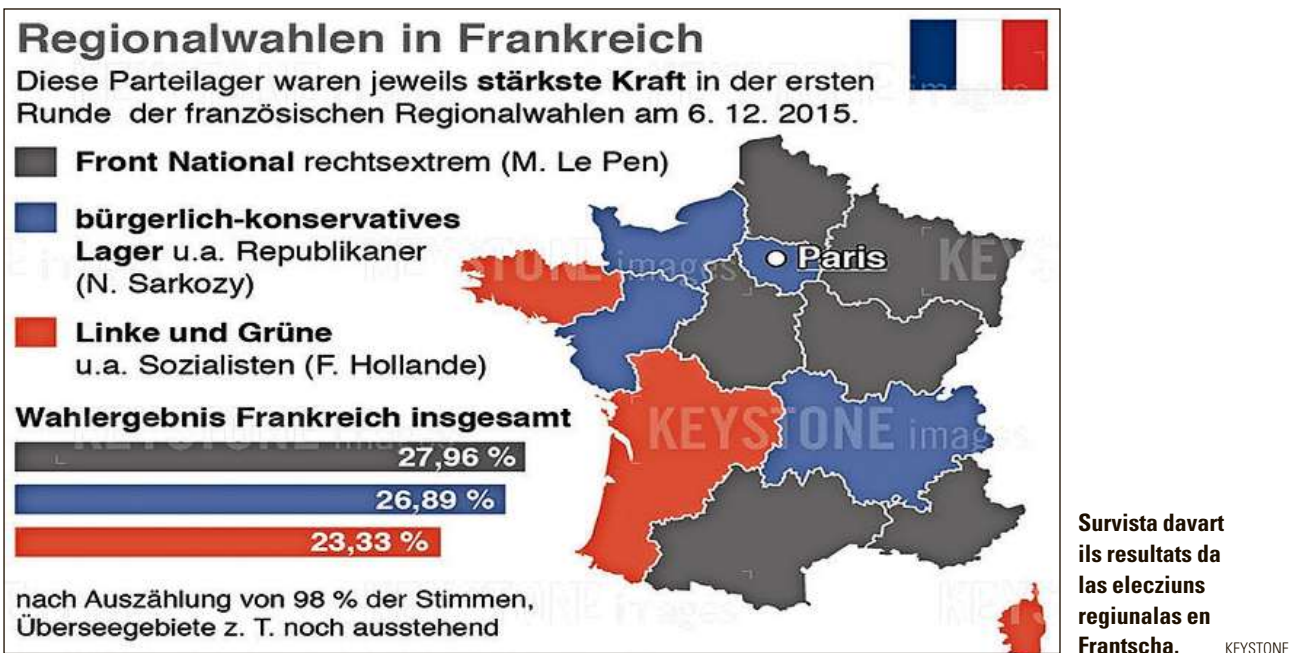 Regionalwahlen in Frankreich
Diese Parteilager waren jeweils stärkste Kraft in der ersten
Runde der französischen Regionalwahlen am 6. 12. 2015.
Front National rechtsextrem (M. Le Pen)
bürgerlich-konservatives
Lager u.a. Republikaner
(N. Sarkozy)
Linke und Grüne
u.a. Sozialisten (F. Hollande)
Wahlergebnis Frankreich insgesamt
27,96 %
26,89 %
23,33 %
nach Auszählung von 98 % der Stimmen,
Überseegebiete z. T. noch ausstehend
Paris
KEYSTONE images
Survista davart
ils resultats da
las elecziuns
regiunalas en
Frantscha. KEYSTONE